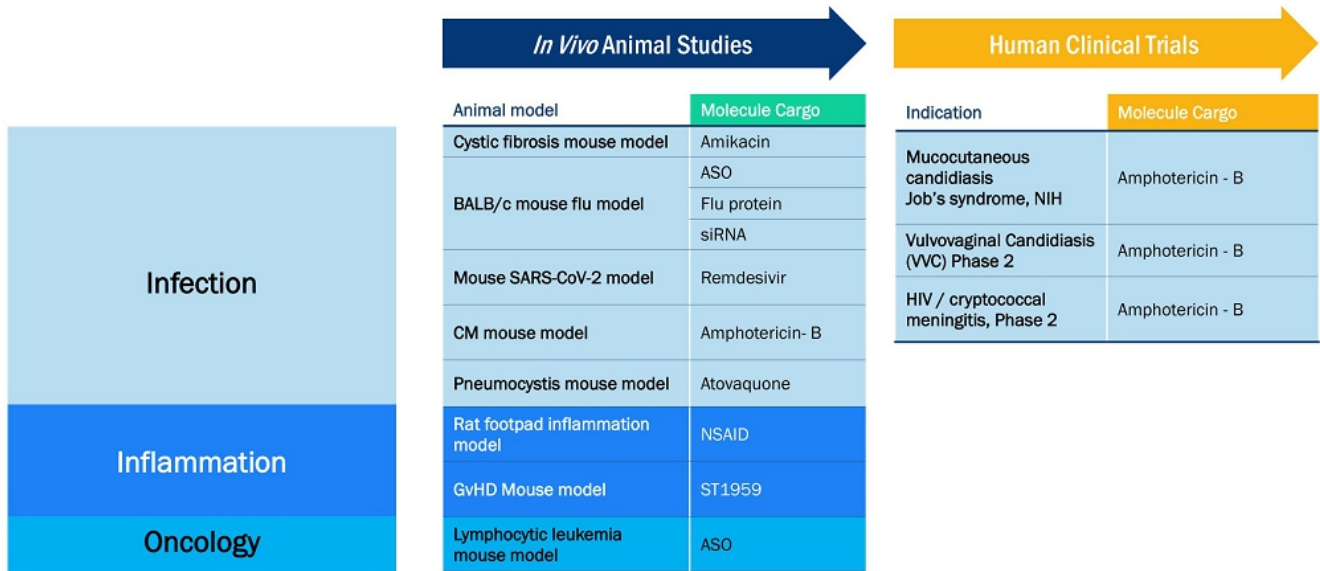 In Vivo Animal Studies
Human Clinical Trials
Animal model
Molecule Cargo
Indication
Molecule Cargo
Infection
Inflammation
Oncology
Cystic fibrosis mouse model
Amikacin
BALB/c mouse flu model
ASO
Flu protein
siRNA
Mouse SARS-CoV-2 model
Remdesivir
CM mouse model
Amphotericin- B
Pneumocystis mouse model
Atovaquone
Rat footpad inflammation
model
NSAID
GvHD Mouse model
ST1959
Lymphocytic leukemia
mouse model
ASO
Mucocutaneous
candidiasis
Job's syndrome, NIH
Amphotericin - B
Vulvovaginal Candidiasis
(VVC) Phase 2
Amphotericin - B
HIV / cryptococcal
meningitis, Phase 2
Amphotericin - B